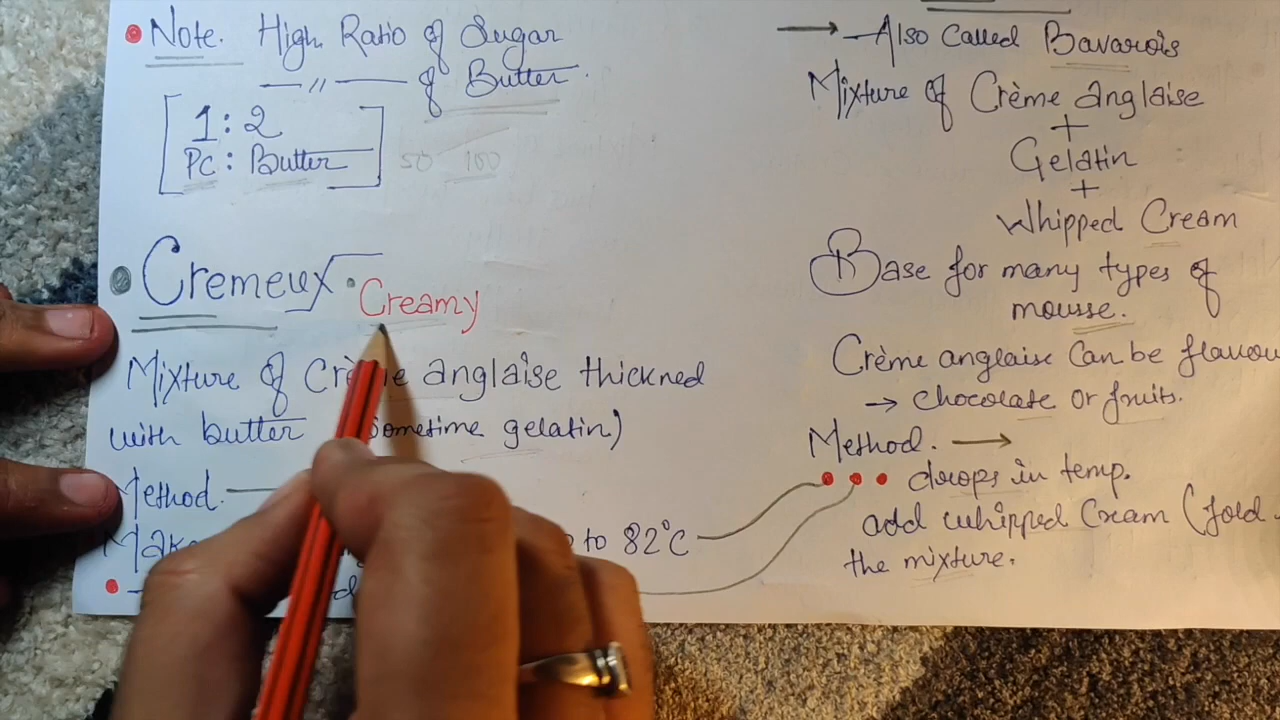 Note. High Ratio of Sugar
— " — of Butter.
1 : 2
PC : Butter 50 100
Cremeux . Creamy
Mixture of Crème anglaise thickned
with butter (sometime gelatin)
Method.
to 82°C
→ Also Called Bavarois
Mixture of Crème anglaise
+
Gelatin
+
Whipped Cream
Base for many types of
mousse.
Crème anglaise Can be flavou
→ chocolate or fruits.
Method. →
drops in temp.
add whipped Cream (fold
the mixture.